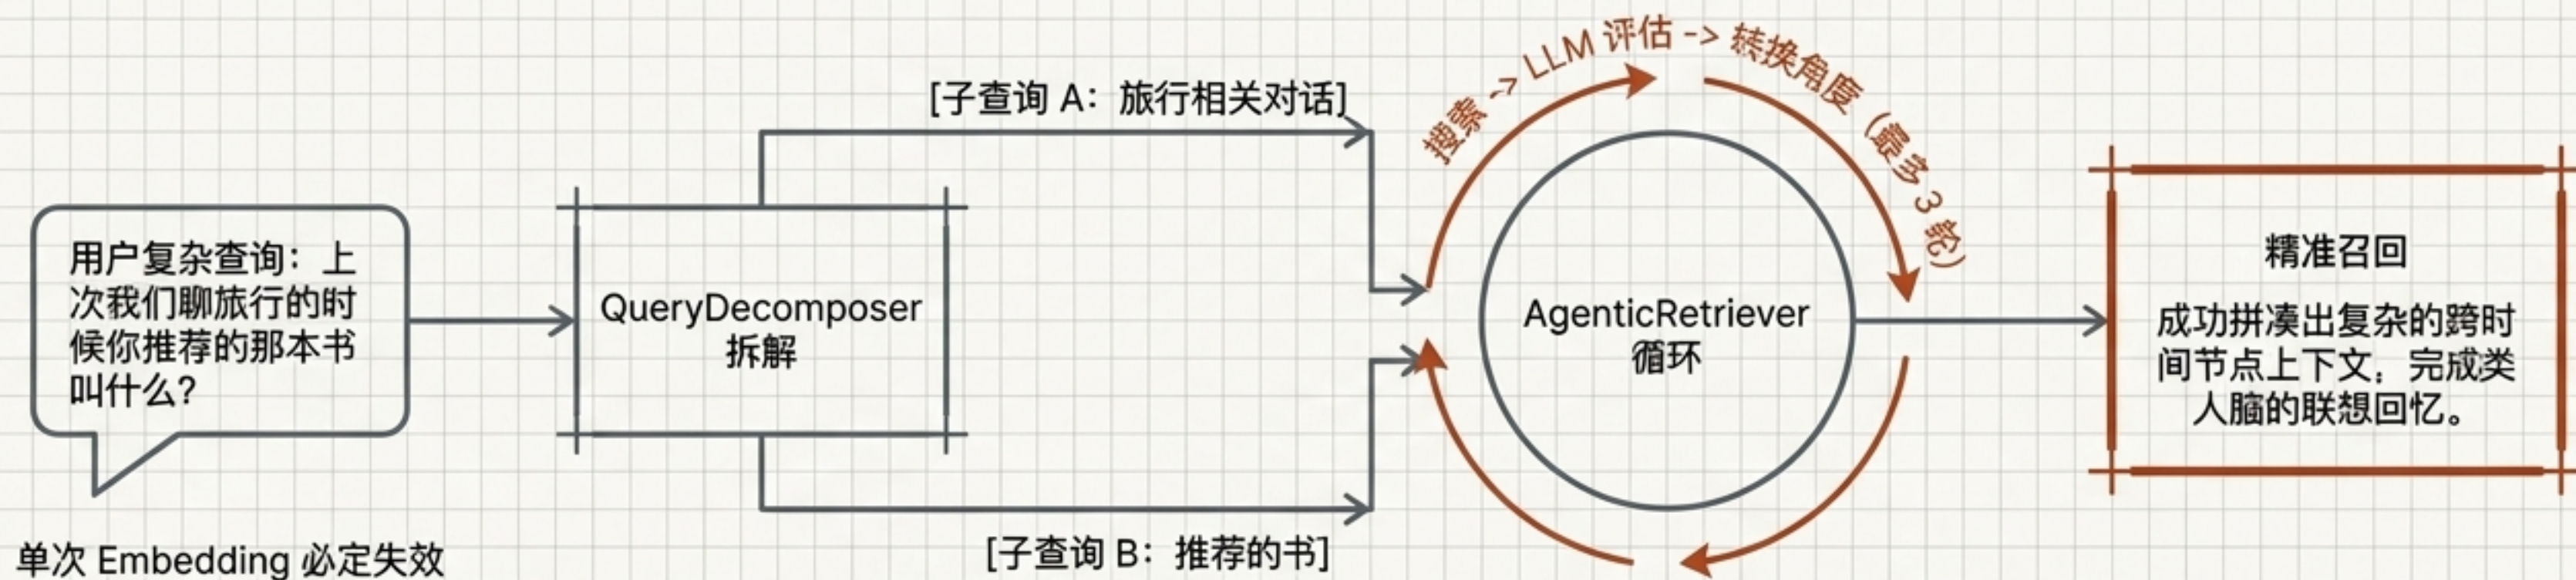 用户复杂查询：上
次我们聊旅行的时
候你推荐的那本书
叫什么？
单次 Embedding 必定失效
QueryDecomposer
拆解
[子查询 A：旅行相关对话]
[子查询 B：推荐的书]
搜索 -> LLM 评估 -> 转换角度（最多 3 轮）
AgenticRetriever
循环
精准召回
成功拼凑出复杂的跨时
间节点上下文；完成类
人脑的联想回忆。